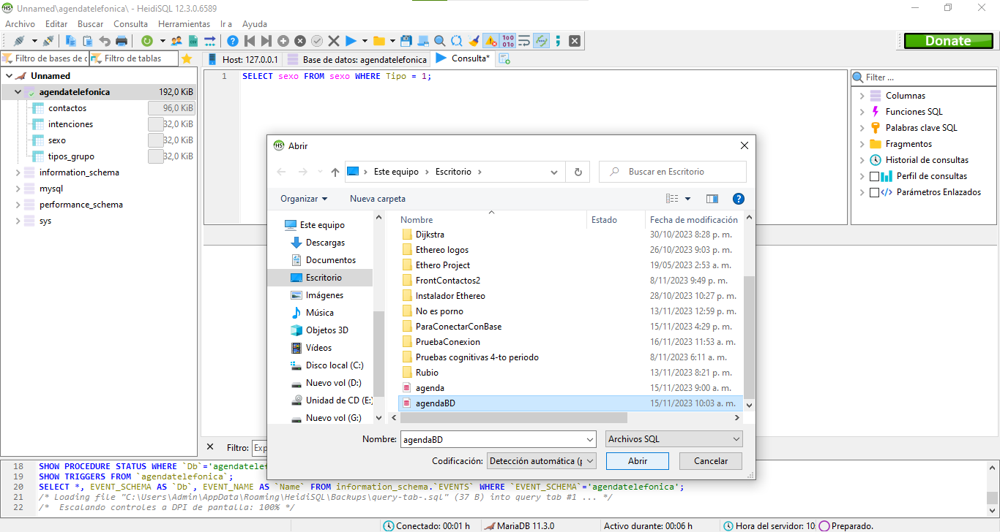 Unnamed\agendatelefonica\ - HeidiSQL 12.3.0.6589
Archivo Editar Buscar Consulta Herramientas Ir a Ayuda
Donate
Filtro de bases de d Filtro de tablas Host: 127.0.0.1 Base de datos: agendatelefonica Consulta*
Unnamed
agendatelefonica 192,0 KiB
contactos 96,0 KiB
intenciones 32,0 KiB
sexo 32,0 KiB
tipos_grupo 32,0 KiB
information_schema
mysql
performance_schema
sys
1 SELECT sexo FROM sexo WHERE Tipo = 1;
Filter ...
Columnas
Funciones SQL
Palabras clave SQL
Fragmentos
Historial de consultas
Perfil de consultas
Parámetros Enlazados
Abrir
Este equipo Escritorio Buscar en Escritorio
Organizar Nueva carpeta
Este equipo
Descargas
Documentos
Escritorio
Imágenes
Música
Objetos 3D
Vídeos
Disco local (C:)
Nuevo vol (D:)
Unidad de CD (E:)
Nuevo vol (G:)
Nombre Estado Fecha de modificación
Dijkstra 30/10/2023 8:28 p. m.
Ethereo logos 26/10/2023 9:03 p. m.
Ethero Project 19/05/2023 2:53 a. m.
FrontContactos2 8/11/2023 9:49 p. m.
Instalador Ethereo 28/10/2023 10:27 p. m.
No es porno 13/11/2023 12:59 p. m.
ParaConectarConBase 15/11/2023 4:29 p. m.
PruebaConexion 16/11/2023 11:53 a. m.
Pruebas cognitivas 4-to periodo 8/11/2023 6:11 a. m.
Rubio 13/11/2023 8:21 p. m.
agenda 15/11/2023 9:00 a. m.
agendaBD 15/11/2023 10:03 a. m.
Nombre: agendaBD Archivos SQL
Codificación: Detección automática (p Abrir Cancelar
Filtro: Exp
18 SHOW PROCEDURE STATUS WHERE `Db`='agendatelef
19 SHOW TRIGGERS FROM `agendatelefonica`;
20 SELECT *, EVENT_SCHEMA AS `Db`, EVENT_NAME AS `Name` FROM information_schema.`EVENTS` WHERE `EVENT_SCHEMA`='agendatelefonica';
21 /* Loading file "C:\Users\Admin\AppData\Roaming\HeidiSQL\Backups\query-tab-.sql" (37 B) into query tab #1 ... */
22 /* Escalando controles a DPI de pantalla: 100% */
Conectado: 00:01 h MariaDB 11.3.0 Activo durante: 00:06 h Hora del servidor: 10 Preparado.